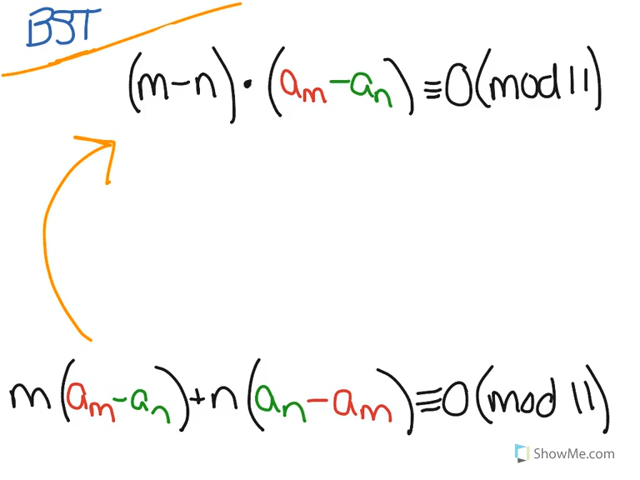 BST
(m-n)·(aₘ-aₙ)≡0(mod 11)
m(aₘ-aₙ)+n(aₙ-aₘ)≡0(mod 11)
ShowMe.com